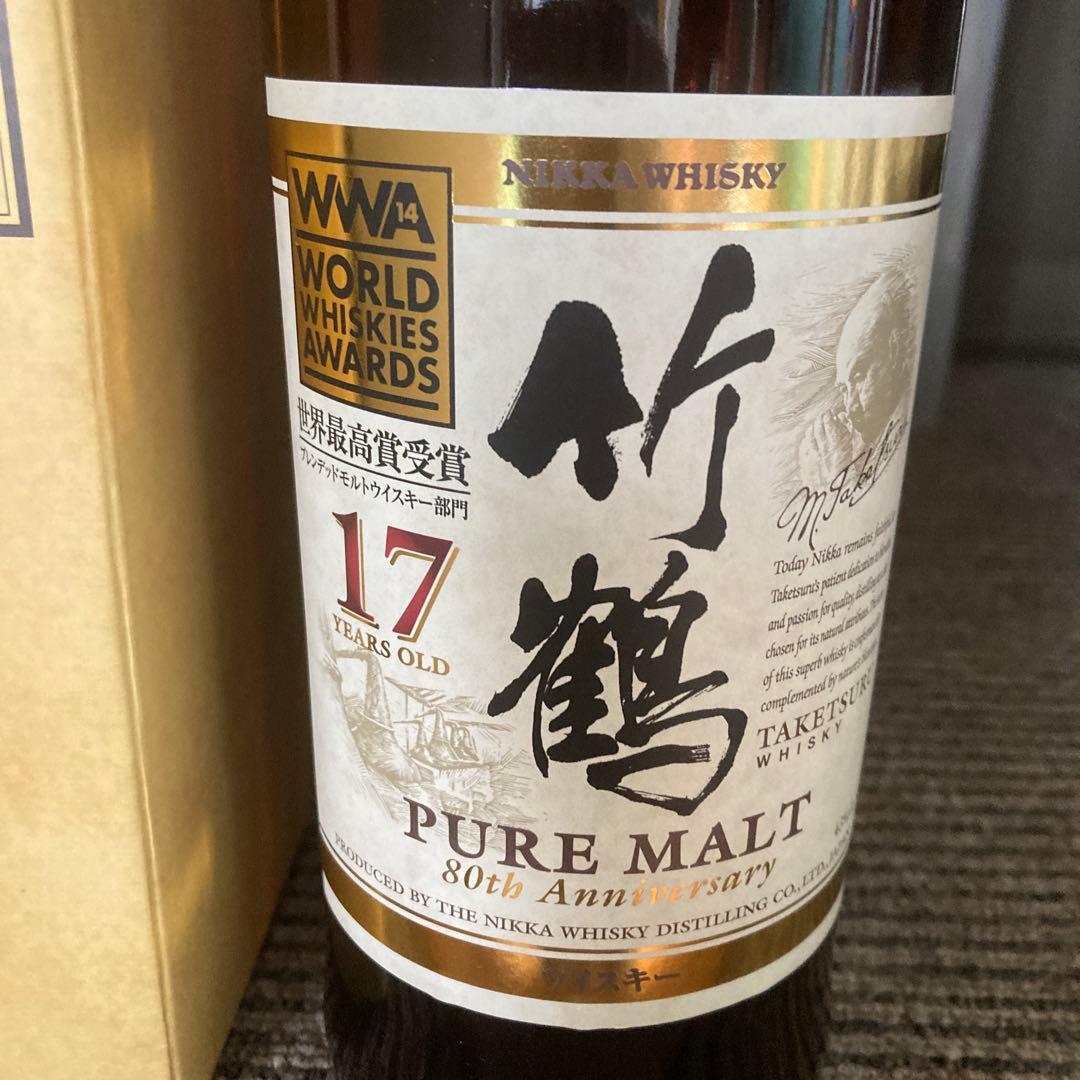 NIKKA WHISKY
WWA 14
WORLD
WHISKIES
AWARDS
世界最高賞受賞
ブレンデッドモルトウイスキー部門
17
YEARS OLD
竹鶴
Today Nikka remains
Taketsuru's patient dedication
and passion for quality, distilling
chosen for its natural attributes.
of this superb whisky is
complemented by nature's
TAKETSURU
WHISKY
PURE MALT
80th Anniversary
PRODUCED BY THE NIKKA WHISKY DISTILLING CO., LTD.,
ウイスキー